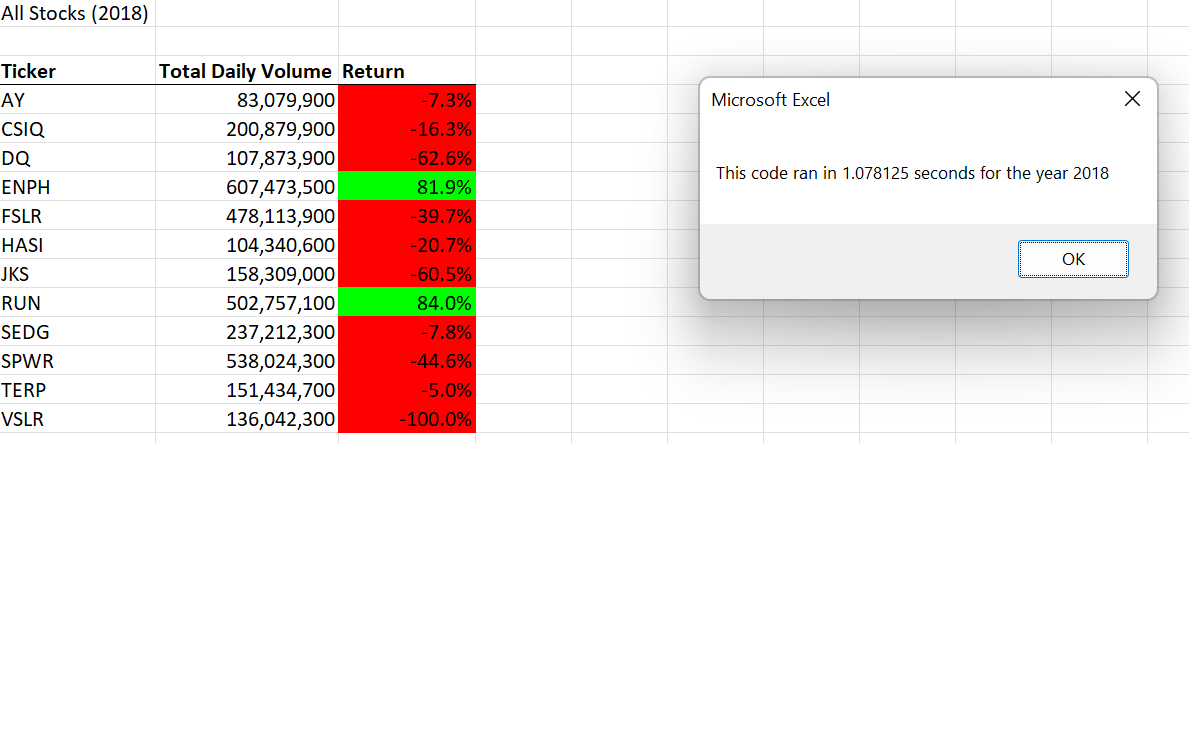 All Stocks (2018)
Ticker Total Daily Volume Return
AY 83,079,900 -7.3%
CSIQ 200,879,900 -16.3%
DQ 107,873,900 -62.6%
ENPH 607,473,500 81.9%
FSLR 478,113,900 -39.7%
HASI 104,340,600 -20.7%
JKS 158,309,000 -60.5%
RUN 502,757,100 84.0%
SEDG 237,212,300 -7.8%
SPWR 538,024,300 -44.6%
TERP 151,434,700 -5.0%
VSLR 136,042,300 -100.0%
Microsoft Excel
This code ran in 1.078125 seconds for the year 2018
OK